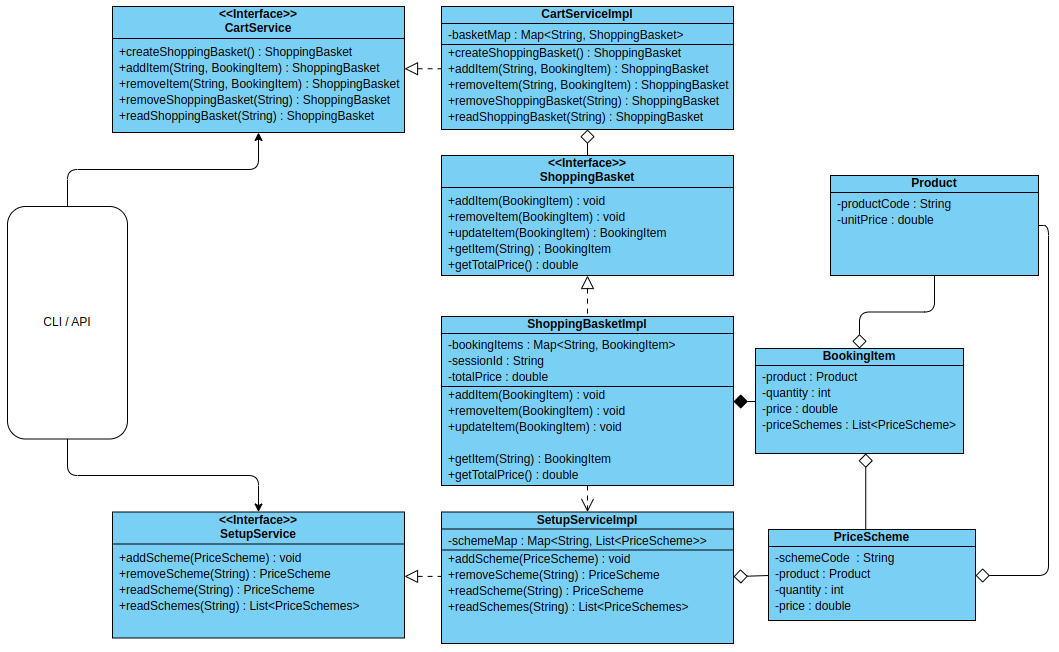 <<Interface>>
CartService
+createShoppingBasket() : ShoppingBasket
+addItem(String, BookingItem) : ShoppingBasket
+removeItem(String, BookingItem) : ShoppingBasket
+removeShoppingBasket(String) : ShoppingBasket
+readShoppingBasket(String) : ShoppingBasket
CartServiceImpl
-basketMap : Map<String, ShoppingBasket>
+createShoppingBasket() : ShoppingBasket
+addItem(String, BookingItem) : ShoppingBasket
+removeItem(String, BookingItem) : ShoppingBasket
+removeShoppingBasket(String) : ShoppingBasket
+readShoppingBasket(String) : ShoppingBasket
<<Interface>>
ShoppingBasket
+addItem(BookingItem) : void
+removeItem(BookingItem) : void
+updateItem(BookingItem) : BookingItem
+getItem(String) ; BookingItem
+getTotalPrice() : double
Product
-productCode : String
-unitPrice : double
CLI / API
ShoppingBasketImpl
-bookingItems : Map<String, BookingItem>
-sessionId : String
-totalPrice : double
+addItem(BookingItem) : void
+removeItem(BookingItem) : void
+updateItem(BookingItem) : void
+getItem(String) : BookingItem
+getTotalPrice() : double
BookingItem
-product : Product
-quantity : int
-price : double
-priceSchemes : List<PriceScheme>
<<Interface>>
SetupService
+addScheme(PriceScheme) : void
+removeScheme(String) : PriceScheme
+readScheme(String) : PriceScheme
+readSchemes(String) : List<PriceSchemes>
SetupServiceImpl
-schemeMap : Map<String, List<PriceScheme>>
+addScheme(PriceScheme) : void
+removeScheme(String) : PriceScheme
+readScheme(String) : PriceScheme
+readSchemes(String) : List<PriceSchemes>
PriceScheme
-schemeCode : String
-product : Product
-quantity : int
-price : double